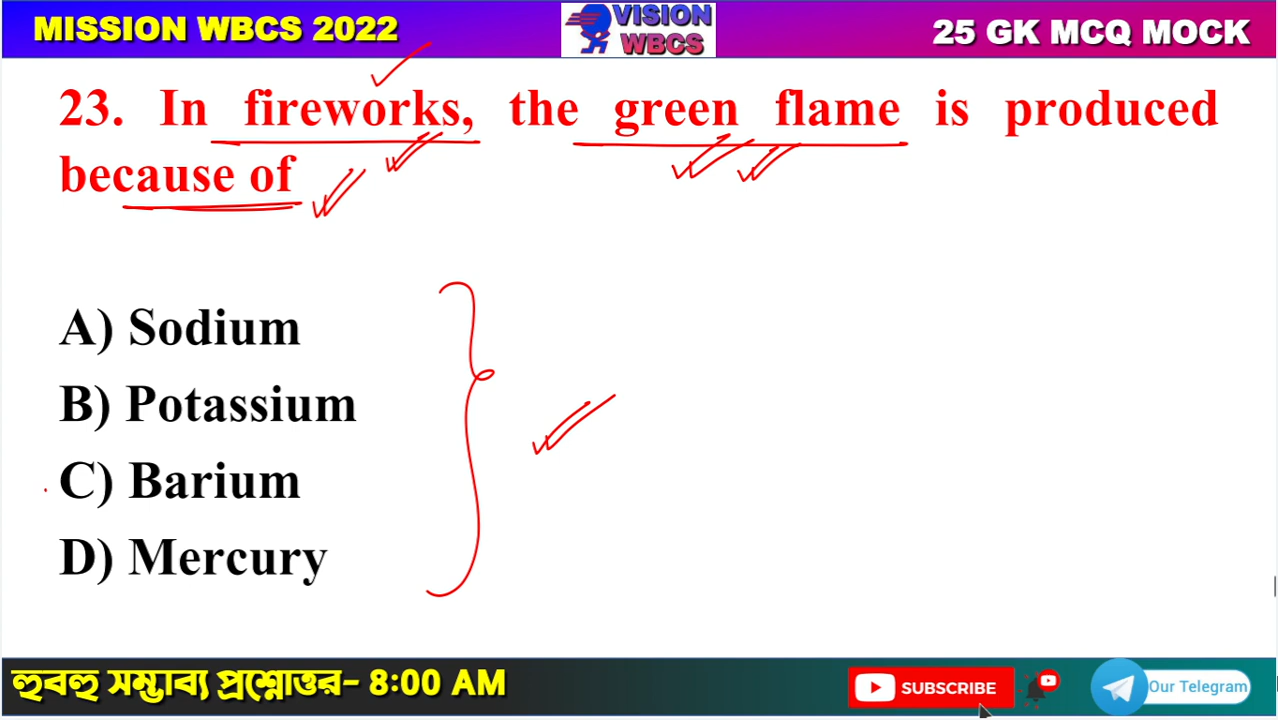 MISSION WBCS 2022
VISION
WBCS
25 GK MCQ MOCK
23. In fireworks, the green flame is produced
because of
A) Sodium
B) Potassium
C) Barium
D) Mercury
হুবহু সম্ভাব্য প্রশ্নোত্তর- 8:00 AM
SUBSCRIBE
Our Telegram